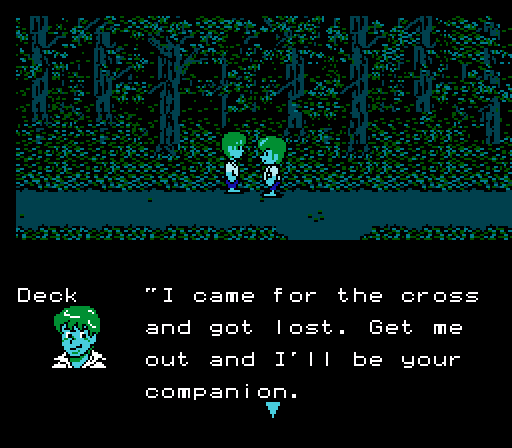 Deck
"I came for the cross
and got lost. Get me
out and I'll be your
companion.